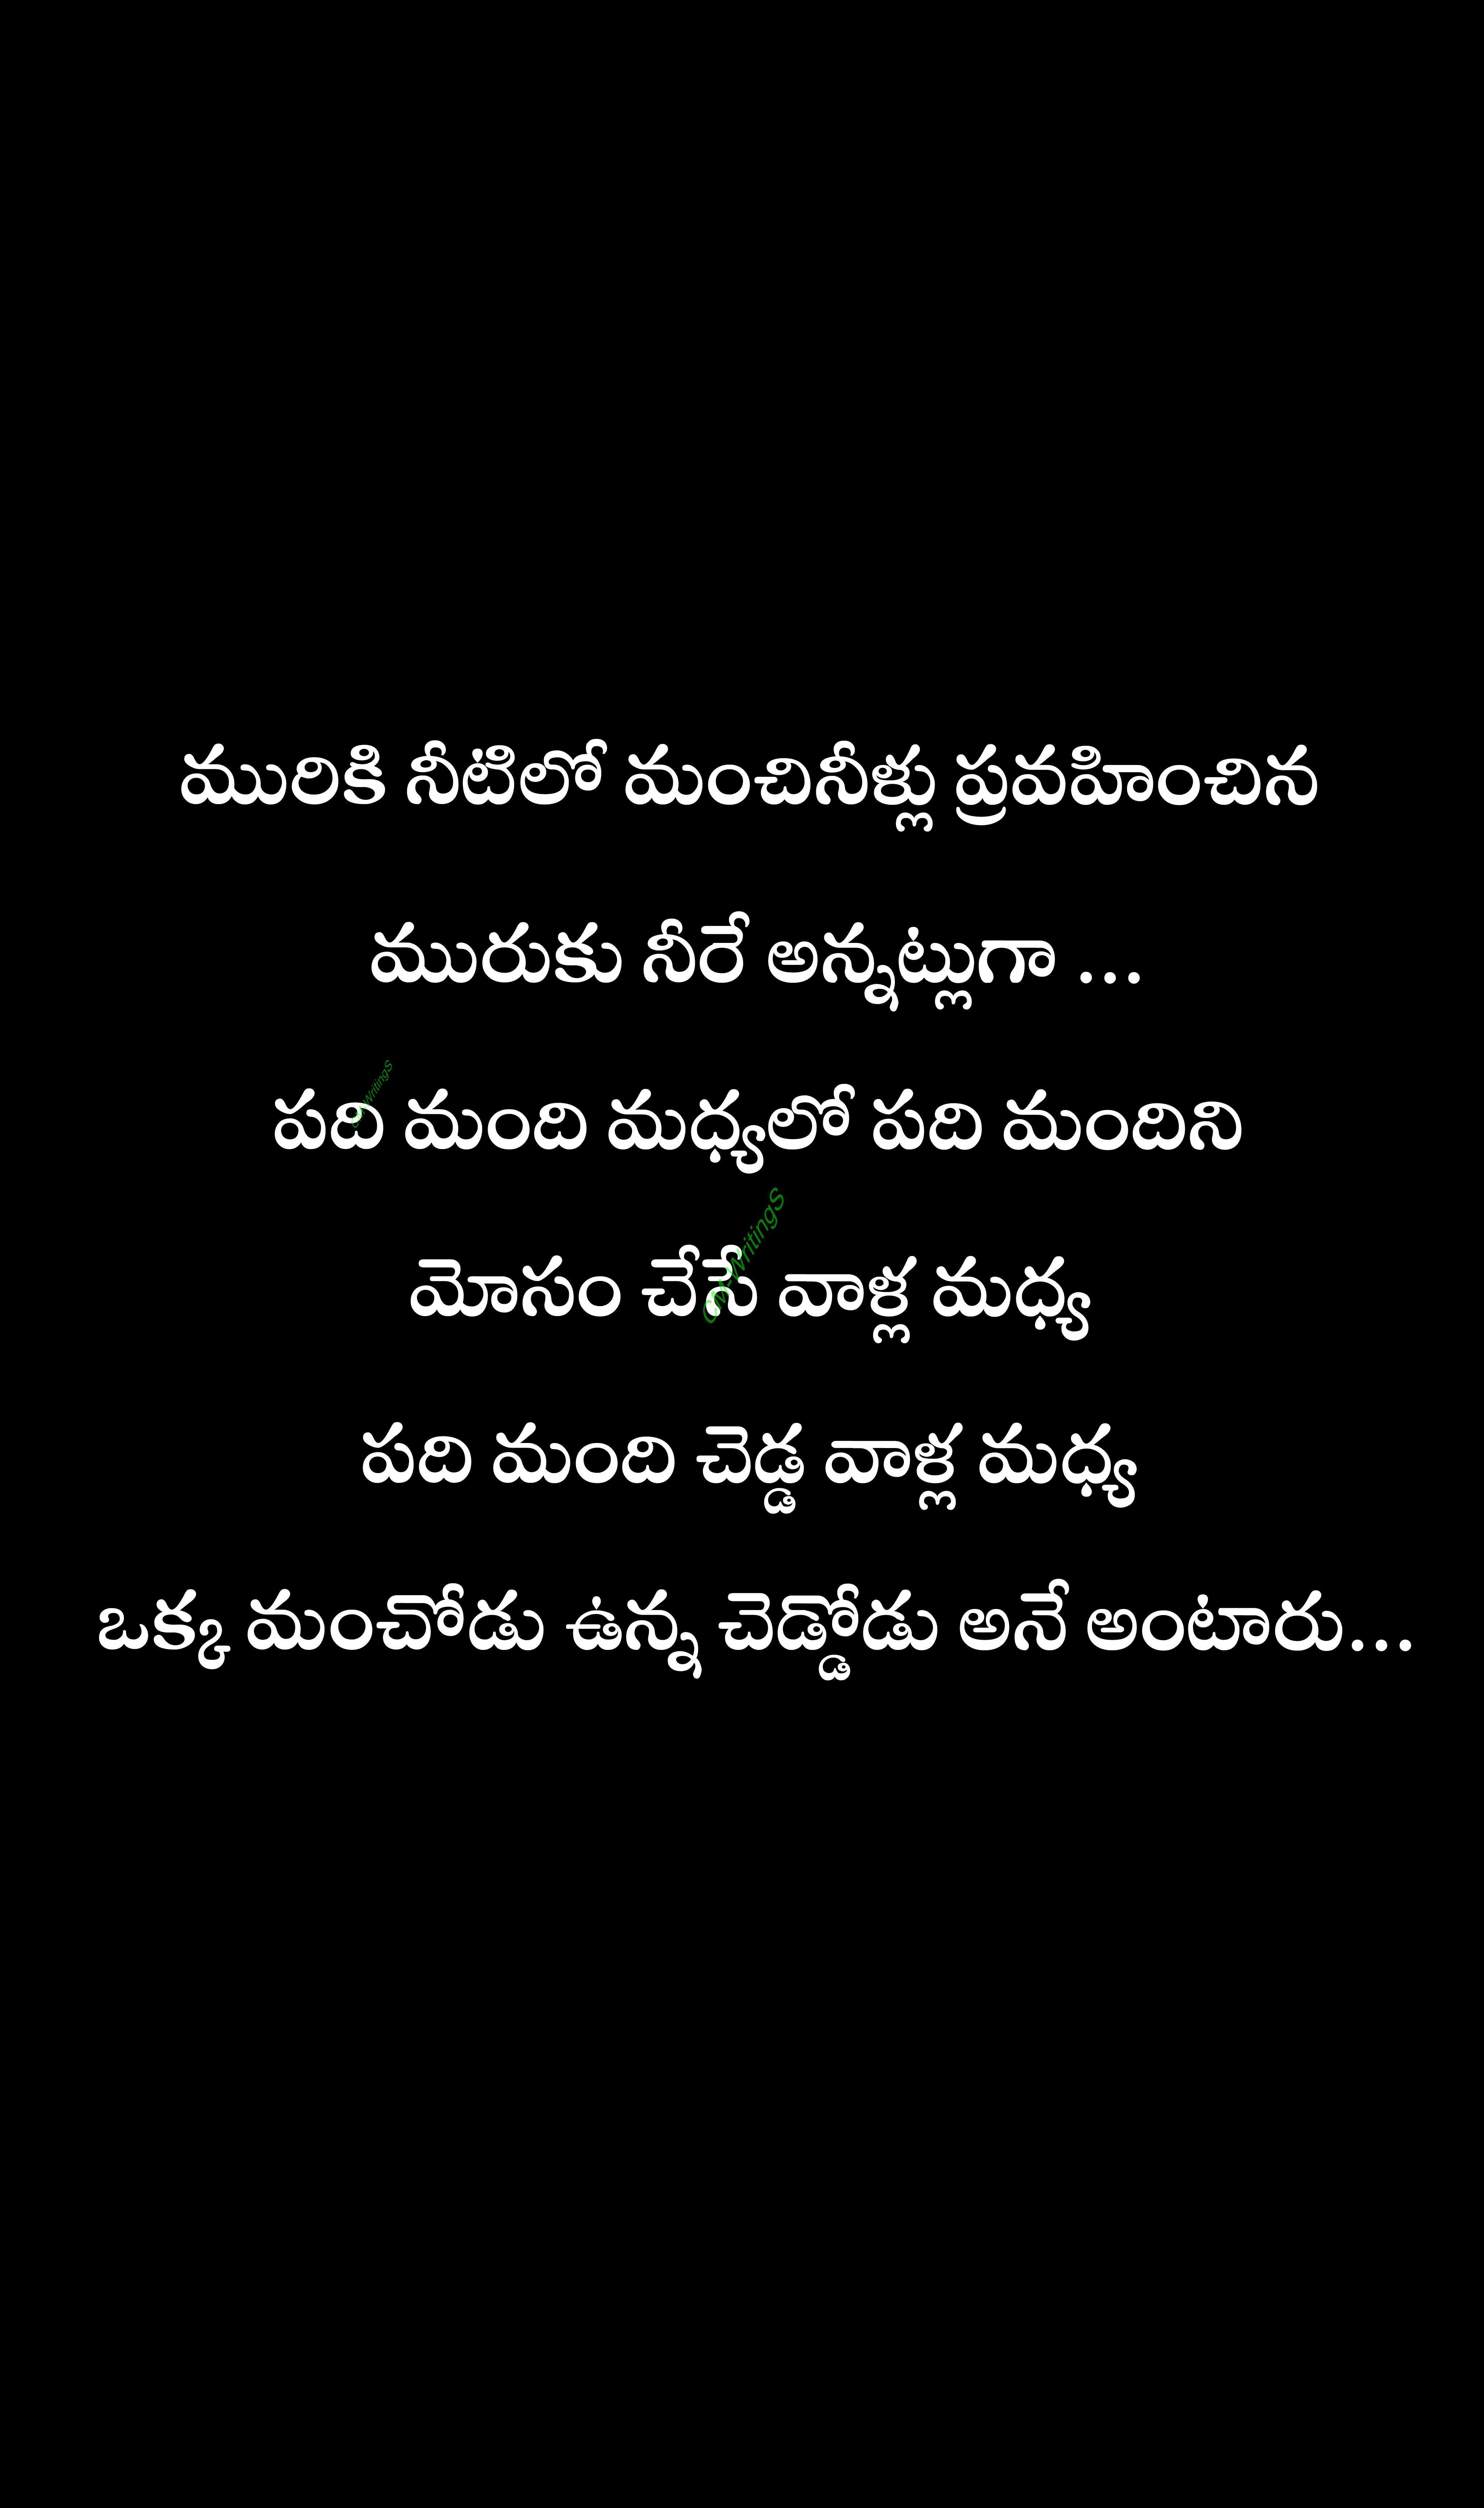 ములికి నీటిలో మంచినీళ్ల ప్రవహించిన
మురుకు నీరే అన్నట్లుగా ...
పది మంది మధ్యలో పది మందిని
మోసం చేసే వాళ్ల మధ్య
పది మంది చెడ్డ వాళ్ల మధ్య
ఒక్క మంచోడు ఉన్న చెడ్డోడు అనే అంటారు...